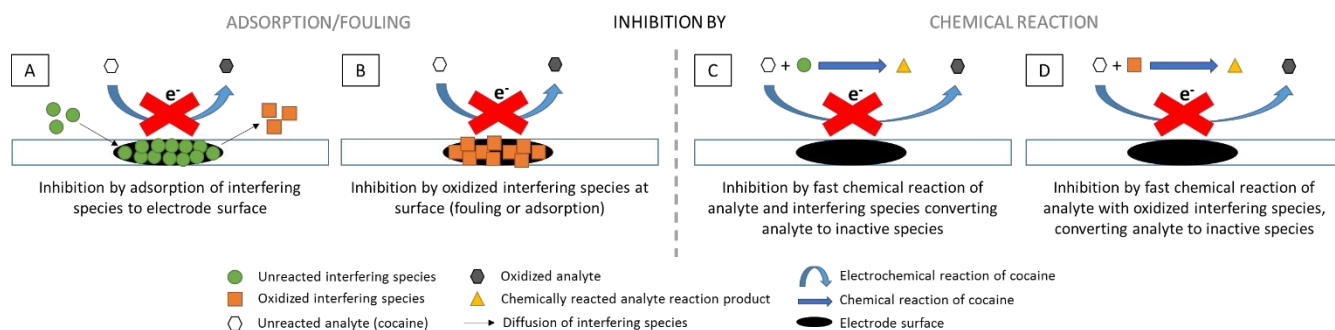 ADSORPTION/FOULING
INHIBITION BY
CHEMICAL REACTION
A
e-
Inhibition by adsorption of interfering
species to electrode surface
B
e-
Inhibition by oxidized interfering species at
surface (fouling or adsorption)
C
+
e-
Inhibition by fast chemical reaction of
analyte and interfering species converting
analyte to inactive species
D
+
e-
Inhibition by fast chemical reaction of
analyte with oxidized interfering species,
converting analyte to inactive species
Unreacted interfering species
Oxidized interfering species
Unreacted analyte (cocaine)
Oxidized analyte
Chemically reacted analyte reaction product
Diffusion of interfering species
Electrochemical reaction of cocaine
Chemical reaction of cocaine
Electrode surface